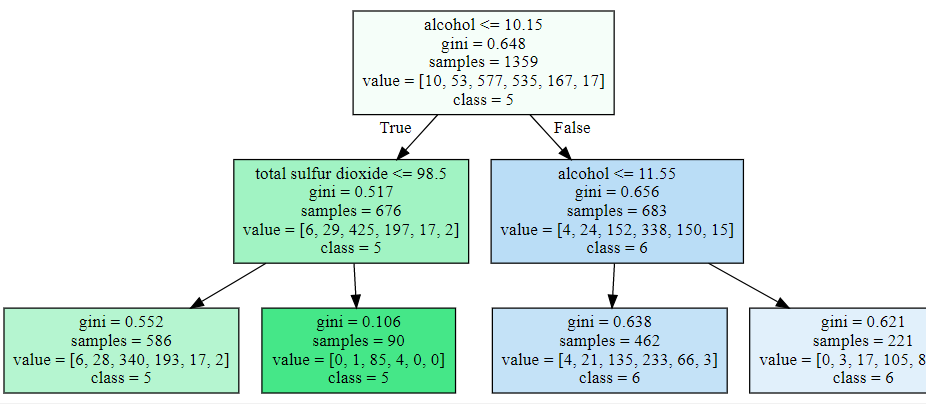 alcohol <= 10.15
gini = 0.648
samples = 1359
value = [10, 53, 577, 535, 167, 17]
class = 5
True
False
total sulfur dioxide <= 98.5
gini = 0.517
samples = 676
value = [6, 29, 425, 197, 17, 2]
class = 5
alcohol <= 11.55
gini = 0.656
samples = 683
value = [4, 24, 152, 338, 150, 15]
class = 6
gini = 0.552
samples = 586
value = [6, 28, 340, 193, 17, 2]
class = 5
gini = 0.106
samples = 90
value = [0, 1, 85, 4, 0, 0]
class = 5
gini = 0.638
samples = 462
value = [4, 21, 135, 233, 66, 3]
class = 6
gini = 0.621
samples = 221
value = [0, 3, 17, 105,
class = 6